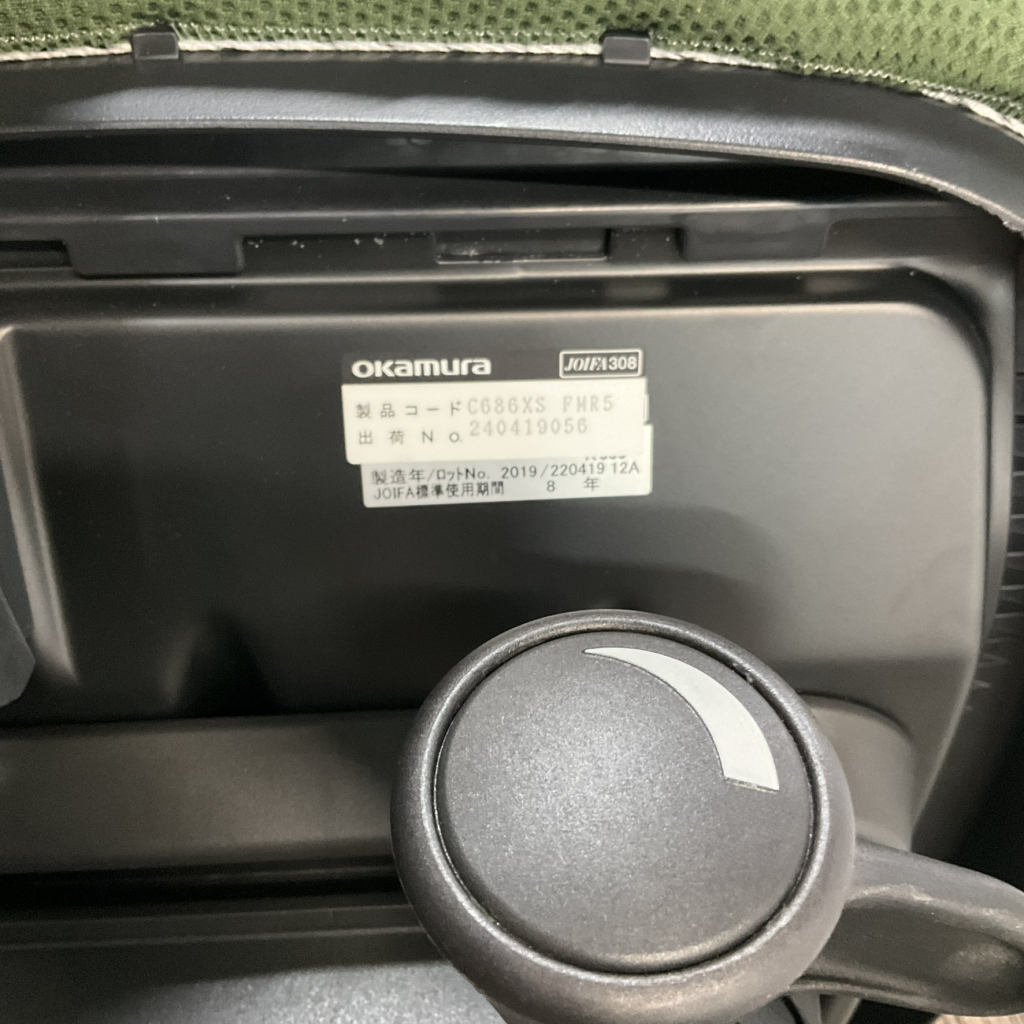 OKAMURA
JOIFA308
製品コード C686XS FMR5
出荷No. 240419056
製造年/ロットNo. 2019/220419 12A
JOIFA標準使用期間 8 年